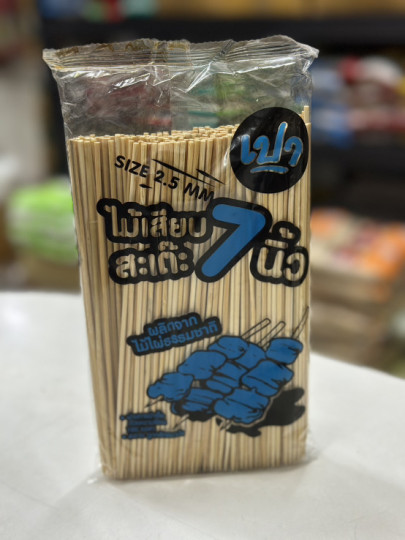 เปา
SIZE 2.5 MM
ไม้เสียบ
สะเต๊ะ
7 นิ้ว
ผลิตจาก
ไม้ไผ่ธรรมชาติ